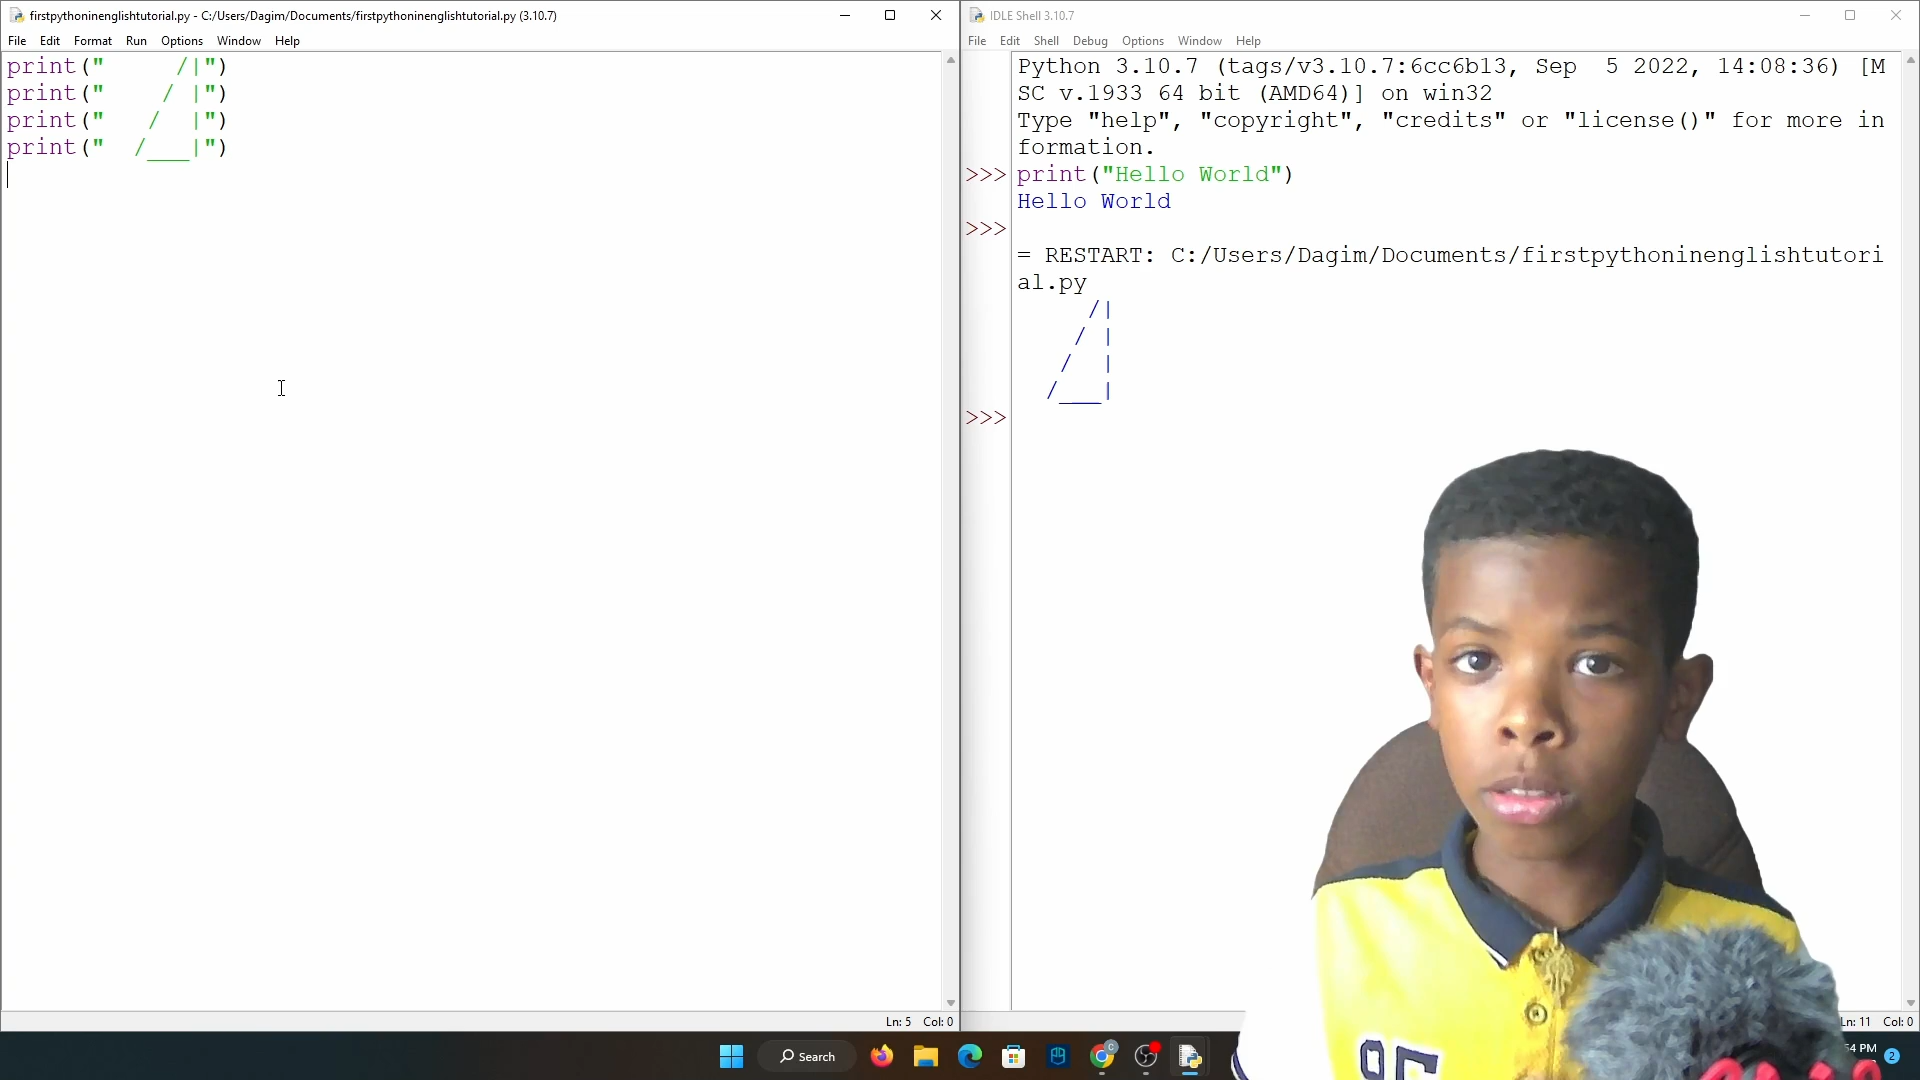 firstpythoninenglishtutorial.py - C:/Users/Dagim/Documents/firstpythoninenglishtutorial.py (3.10.7)
File Edit Format Run Options Window Help
print("     /|")
print("    / |")
print("   /  |")
print("  /___|")
Ln: 5 Col: 0
IDLE Shell 3.10.7
File Edit Shell Debug Options Window Help
Python 3.10.7 (tags/v3.10.7:6cc6b13, Sep  5 2022, 14:08:36) [M
SC v.1933 64 bit (AMD64)] on win32
Type "help", "copyright", "credits" or "license()" for more in
formation.
>>> print("Hello World")
Hello World
>>>
= RESTART: C:/Users/Dagim/Documents/firstpythoninenglishtutori
al.py
     /|
    / |
   /  |
  /___|
>>>
Ln: 11 Col: 0
Search
C
54 PM
2